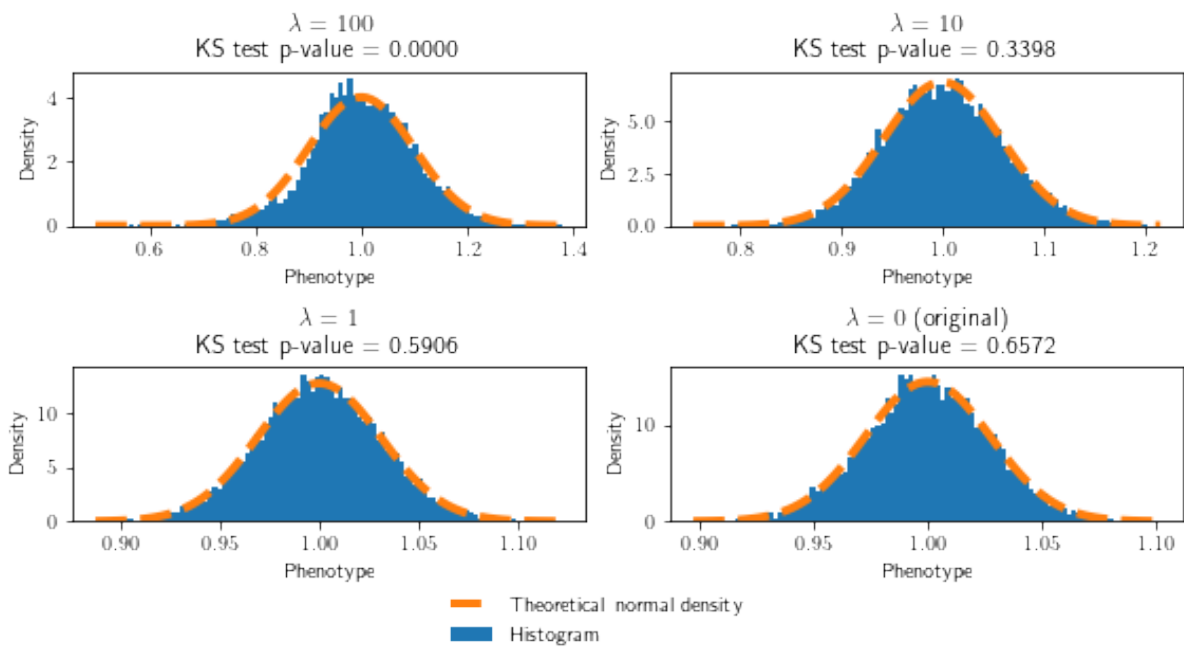 λ = 100
KS test p-value = 0.0000
4
2
0
Density
0.6 0.8 1.0 1.2 1.4
Phenotype
λ = 10
KS test p-value = 0.3398
5.0
2.5
0.0
Density
0.8 0.9 1.0 1.1 1.2
Phenotype
λ = 1
KS test p-value = 0.5906
10
5
0
Density
0.90 0.95 1.00 1.05 1.10
Phenotype
λ = 0 (original)
KS test p-value = 0.6572
10
0
Density
0.90 0.95 1.00 1.05 1.10
Phenotype
Theoretical normal density
Histogram